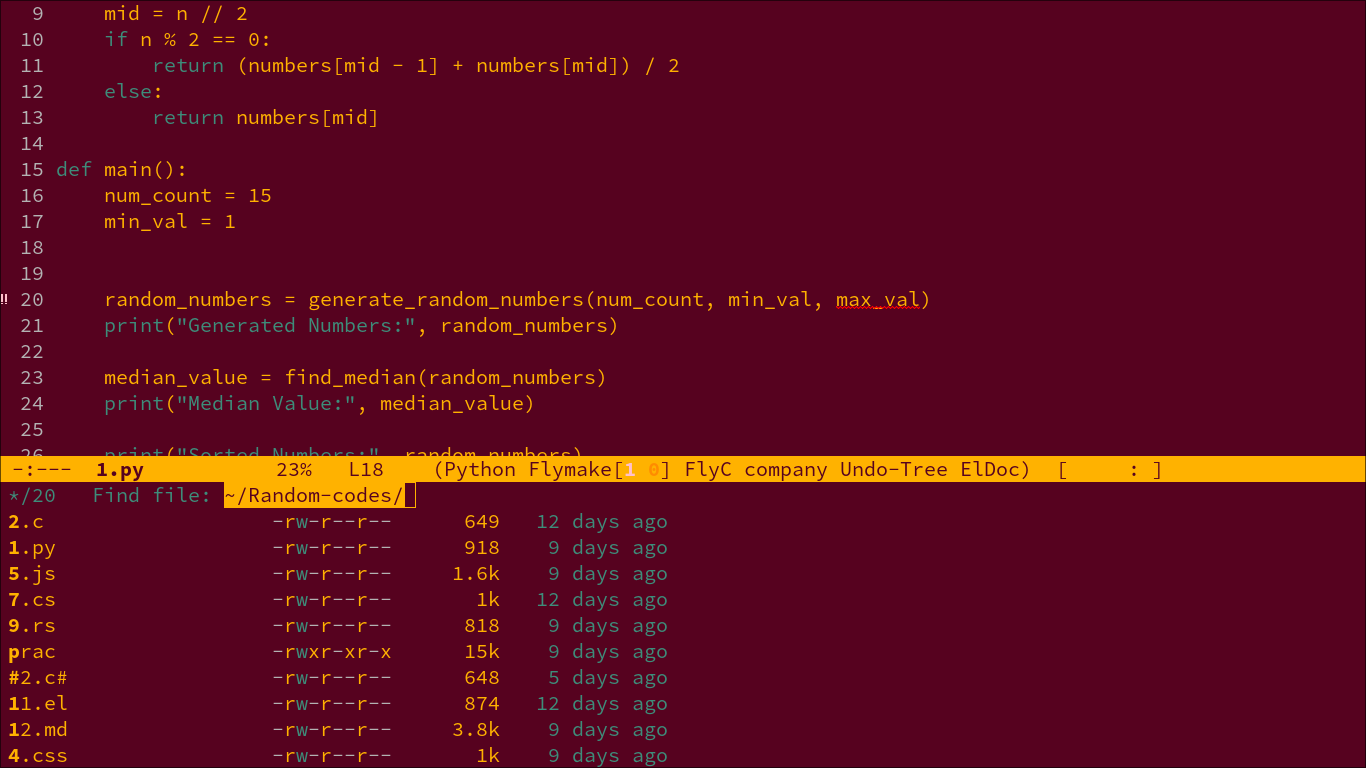 9     mid = n // 2
10     if n % 2 == 0:
11         return (numbers[mid - 1] + numbers[mid]) / 2
12     else:
13         return numbers[mid]
14
15 def main():
16     num_count = 15
17     min_val = 1
18
19
!! 20     random_numbers = generate_random_numbers(num_count, min_val, max_val)
21     print("Generated Numbers:", random_numbers)
22
23     median_value = find_median(random_numbers)
24     print("Median Value:", median_value)
25
26     print("Sorted Numbers:", random_numbers)
-:---  1.py           23%   L18    (Python Flymake[1 0] FlyC company Undo-Tree ElDoc)  [     : ]
*/20   Find file: ~/Random-codes/
2.c                   -rw-r--r--      649   12 days ago
1.py                  -rw-r--r--      918    9 days ago
5.js                  -rw-r--r--     1.6k    9 days ago
7.cs                  -rw-r--r--       1k   12 days ago
9.rs                  -rw-r--r--      818    9 days ago
prac                  -rwxr-xr-x      15k    9 days ago
#2.c#                 -rw-r--r--      648    5 days ago
11.el                 -rw-r--r--      874   12 days ago
12.md                 -rw-r--r--     3.8k    9 days ago
4.css                 -rw-r--r--       1k    9 days ago